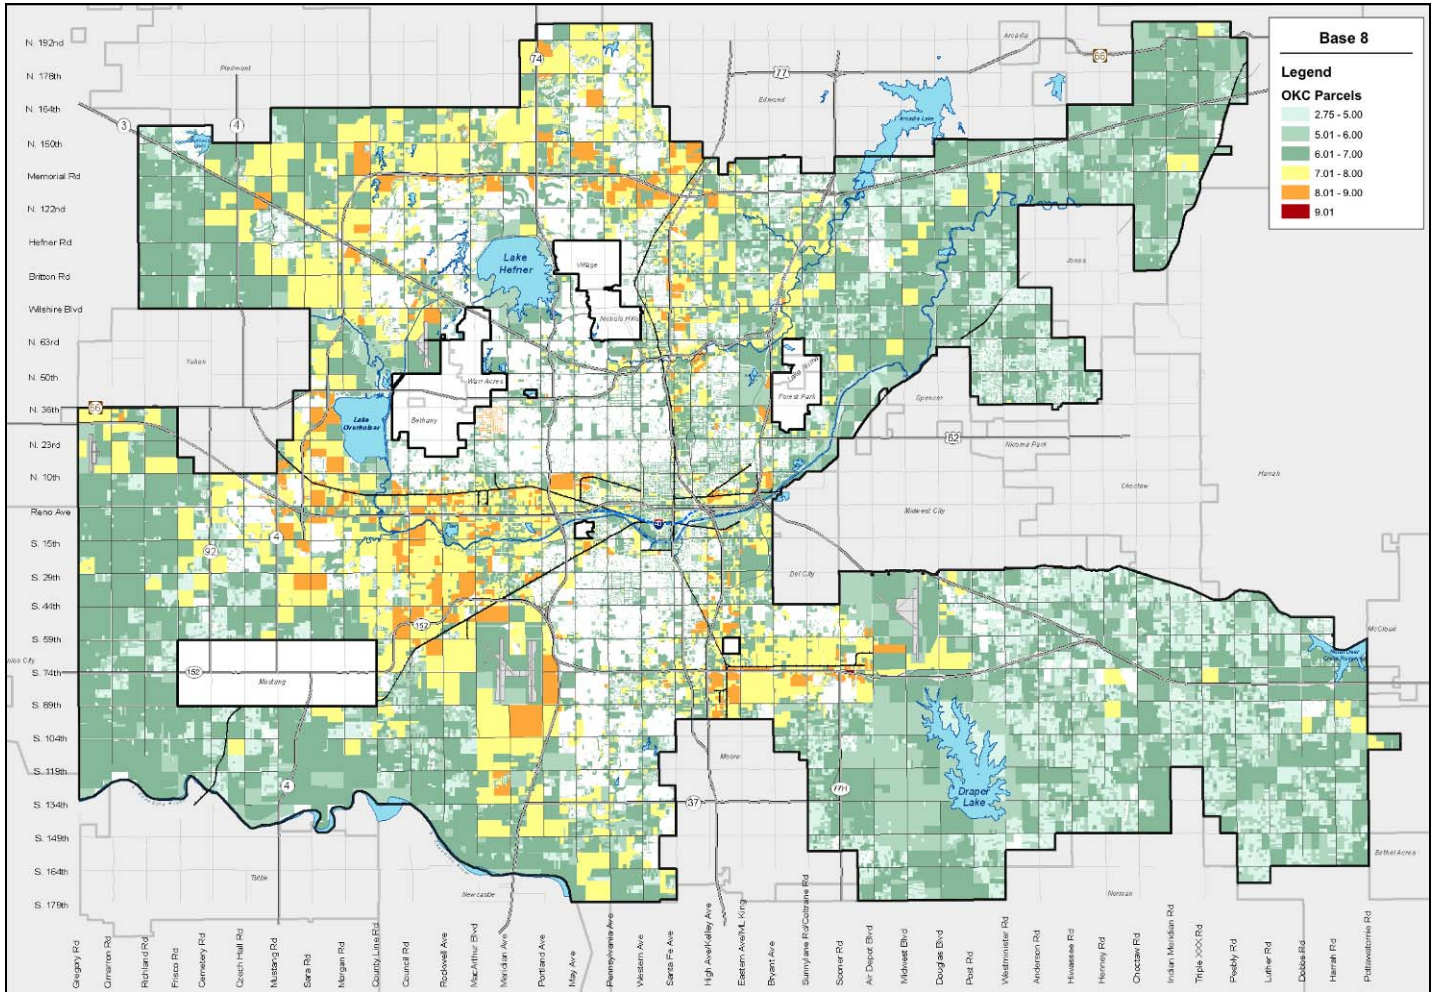 Base 8
Legend
OKC Parcels
2.75 - 5.00
5.01 - 6.00
6.01 - 7.00
7.01 - 8.00
8.01 - 9.00
9.01
N. 192nd
N. 178th
N. 164th
N. 150th
Memorial Rd
N. 122nd
Hefner Rd
Britton Rd
Wilshire Blvd
N. 63rd
N. 50th
N. 36th
N. 23rd
N. 10th
Reno Ave
S. 15th
S. 29th
S. 44th
S. 59th
S. 74th
S. 89th
S. 104th
S. 119th
S. 134th
S. 149th
S. 164th
S. 179th
Piedmont
Arcadia
Edmond
Arcadia Lake
74
77
66
3
4
Jones
Lake
Hefner
Village
Nichols Hills
Yukon
Warr Acres
Bethany
Lake
Overholser
Forest Park
Spencer
66
62
Nicoma Park
Choctaw
Harrah
Midwest City
Del City
92
4
152
152
Mustang
McCloud
Moore
Draper
Lake
77H
37
4
Tuttle
Newcastle
Norman
Bethel Acres
Gregory Rd
Cimarron Rd
Richland Rd
Frisco Rd
Cemetery Rd
Czech Hall Rd
Mustang Rd
Sara Rd
Morgan Rd
County Line Rd
Council Rd
Rockwell Ave
MacArthur Blvd
Meridian Ave
Portland Ave
May Ave
Pennsylvania Ave
Western Ave
Santa Fe Ave
High Ave/Kelley Ave
Eastern Ave/ML King
Bryant Ave
Sunnylane Rd/Coltrane Rd
Sooner Rd
Air Depot Blvd
Midwest Blvd
Douglas Blvd
Post Rd
Westminister Rd
Anderson Rd
Hiwassee Rd
Henney Rd
Choctaw Rd
Indian Meridian Rd
Triple XXX Rd
Peebly Rd
Luther Rd
Dobbs Rd
Harrah Rd
Pottawatomie Rd